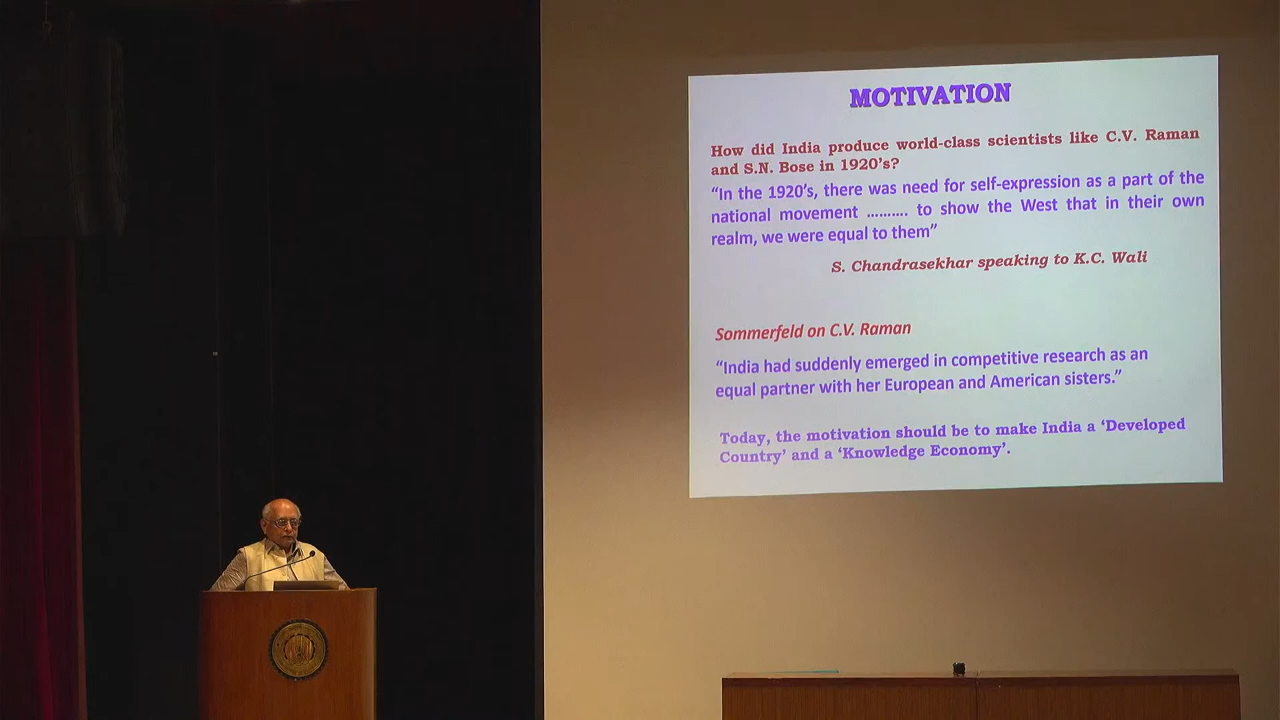 MOTIVATION
How did India produce world-class scientists like C.V. Raman
and S.N. Bose in 1920's?
“In the 1920’s, there was need for self-expression as a part of the
national movement .......... to show the West that in their own
realm, we were equal to them”
S. Chandrasekhar speaking to K.C. Wali
Sommerfeld on C.V. Raman
“India had suddenly emerged in competitive research as an
equal partner with her European and American sisters.”
Today, the motivation should be to make India a ‘Developed
Country’ and a ‘Knowledge Economy’.